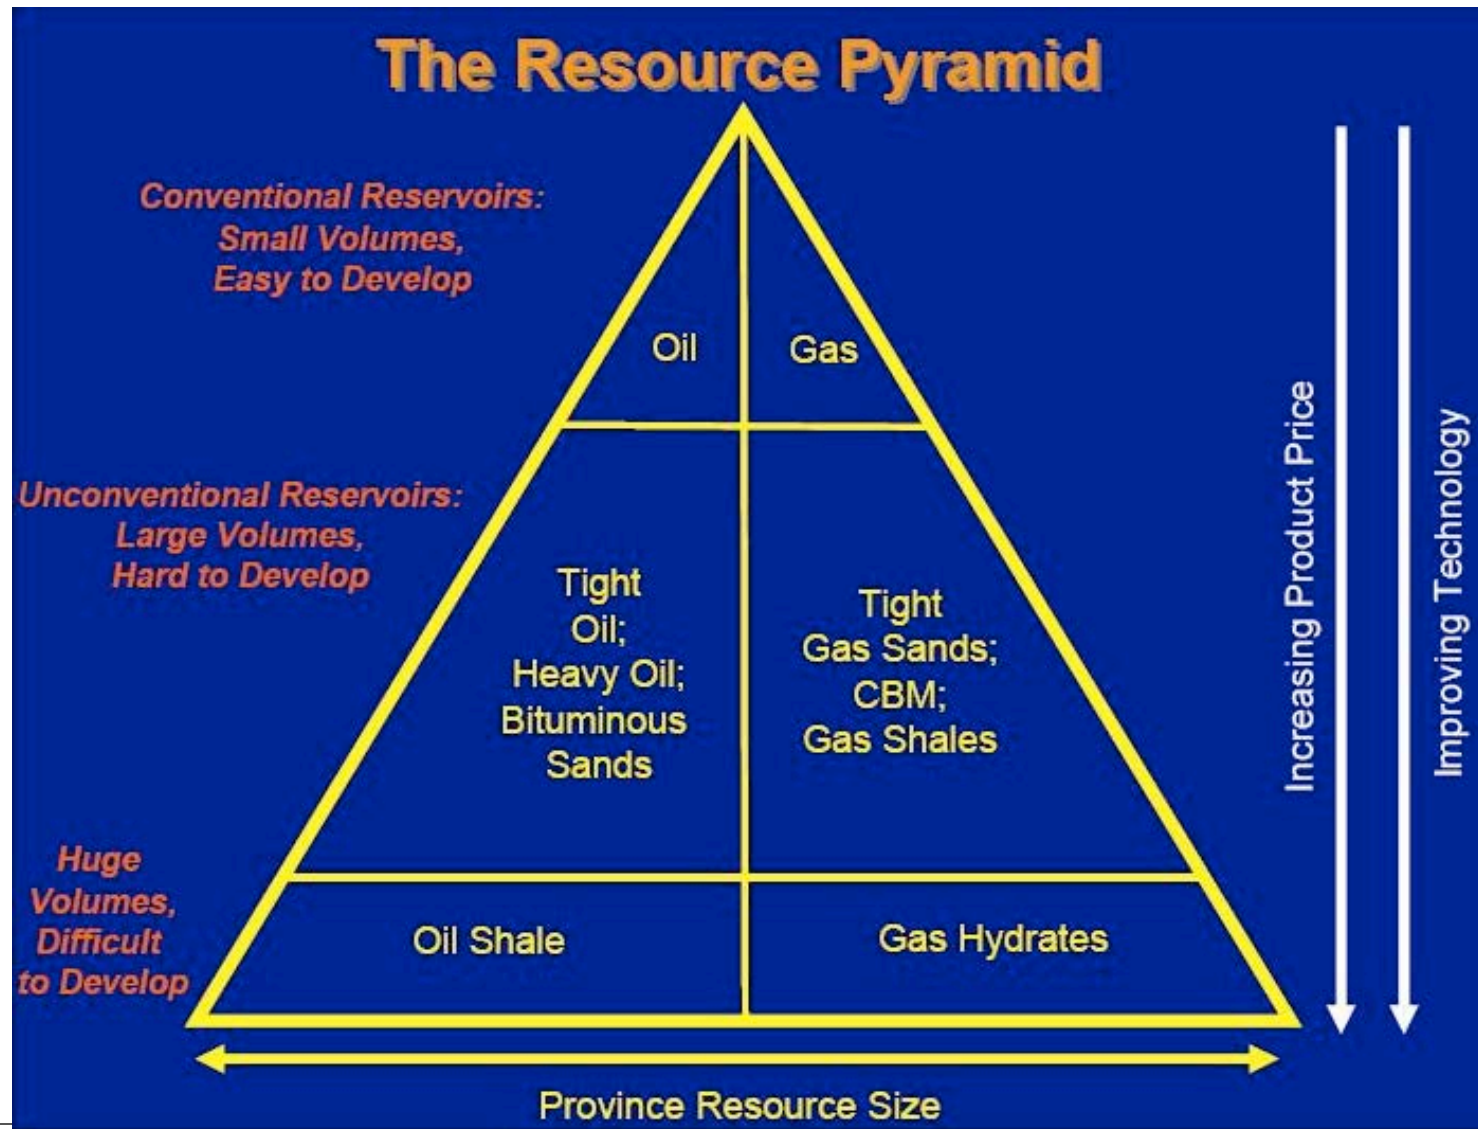 The Resource Pyramid
Conventional Reservoirs:
Small Volumes,
Easy to Develop
Oil
Gas
Unconventional Reservoirs:
Large Volumes,
Hard to Develop
Tight
Oil;
Heavy Oil;
Bituminous
Sands
Tight
Gas Sands;
CBM;
Gas Shales
Huge
Volumes,
Difficult
to Develop
Oil Shale
Gas Hydrates
Increasing Product Price
Improving Technology
Province Resource Size